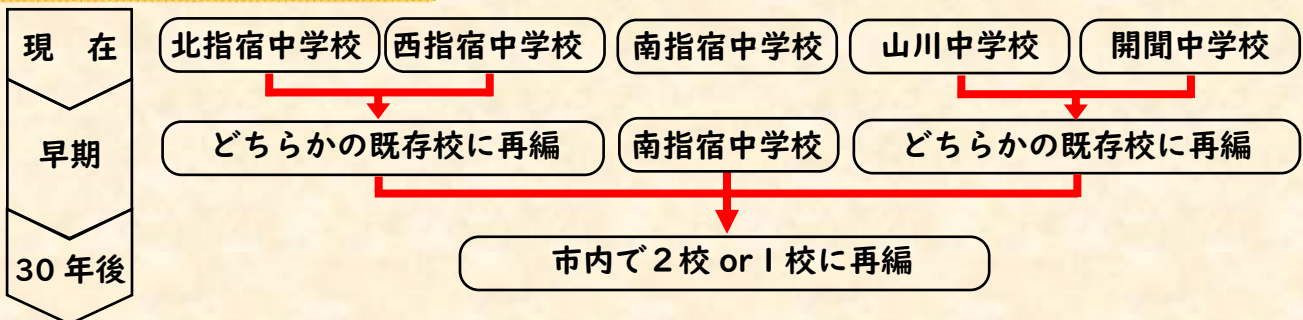 現　在
北指宿中学校 西指宿中学校 南指宿中学校 山川中学校 開聞中学校
早期
どちらかの既存校に再編 南指宿中学校 どちらかの既存校に再編
30年後
市内で2校 or 1校に再編